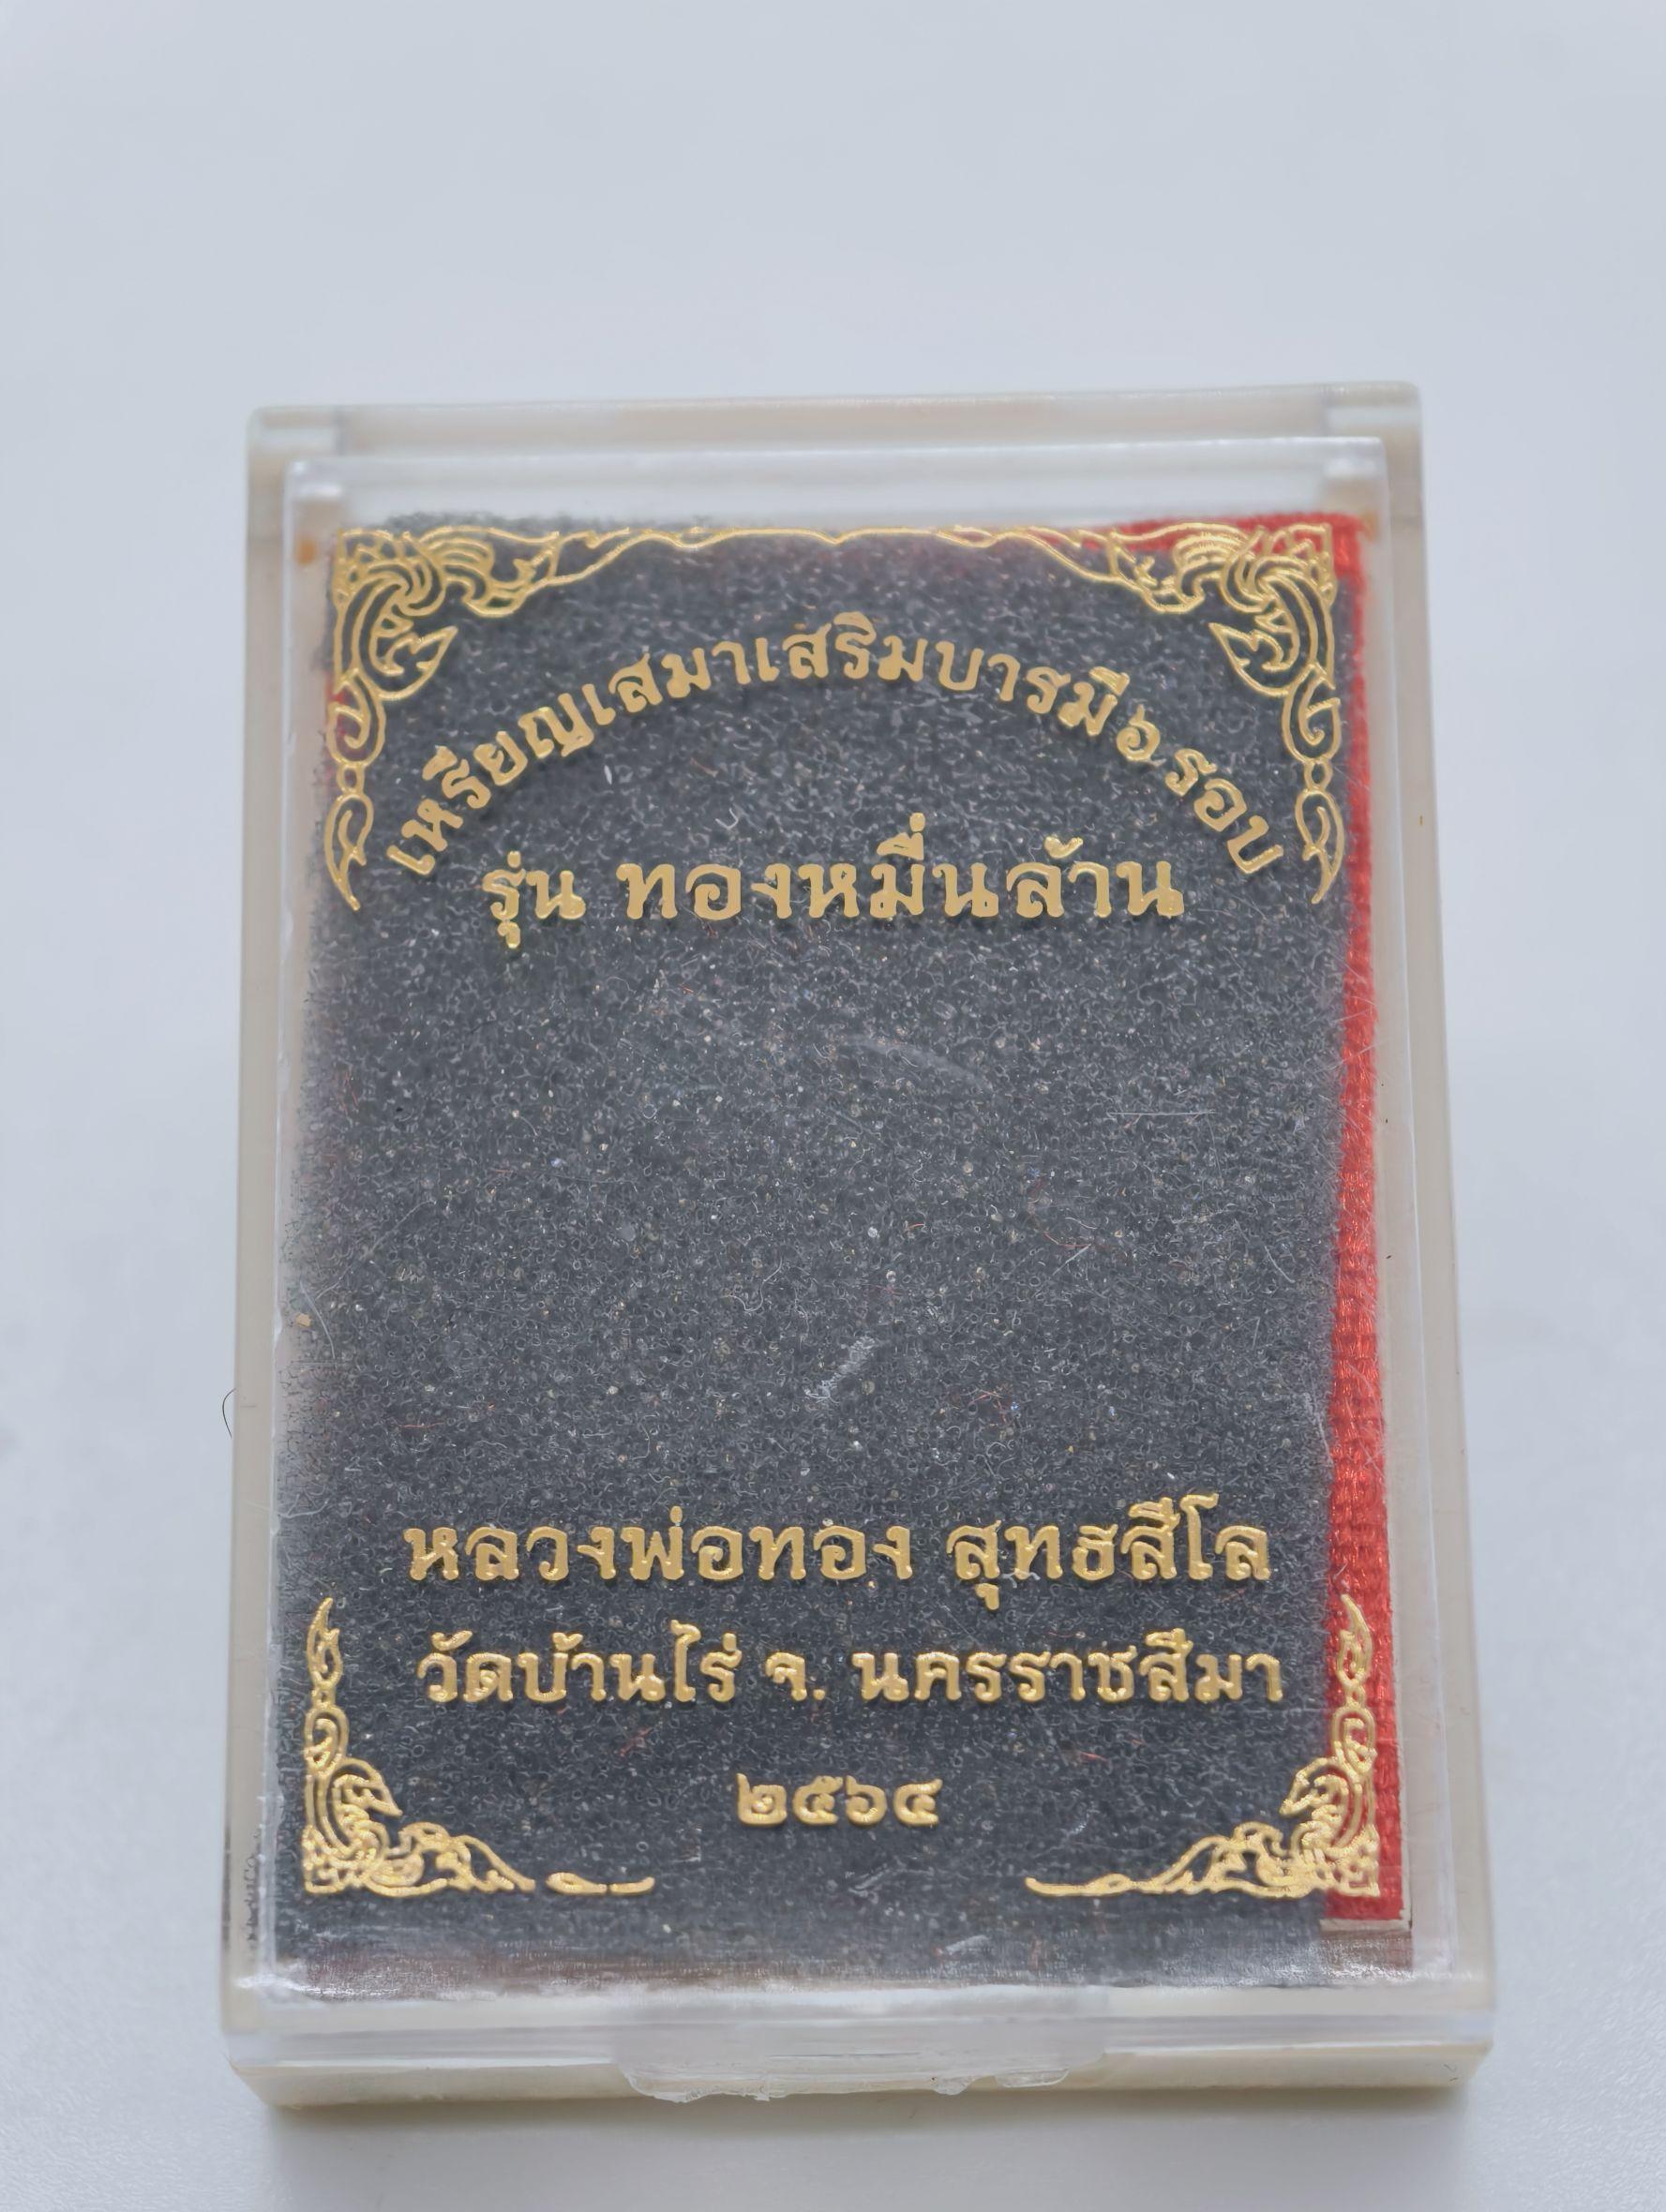 เหรียญเสมาเสริมบารมี ๖ รอบ
รุ่น ทองหมื่นล้าน
หลวงพ่อทอง สุทธสีโล
วัดบ้านไร่ จ. นครราชสีมา
๒๕๖๔